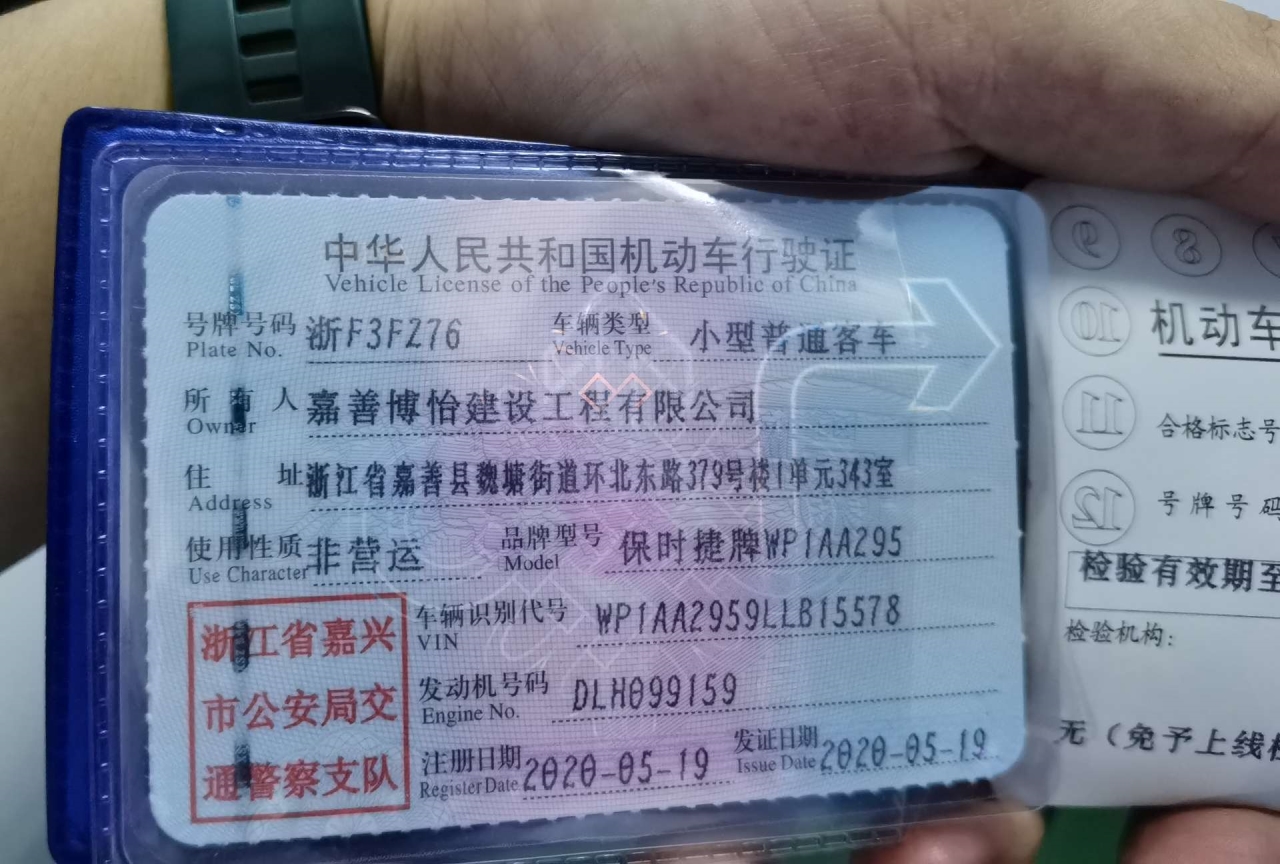 中华人民共和国机动车行驶证
Vehicle License of the People's Republic of China
号牌号码 浙F3FZ76 车辆类型 小型普通客车
Plate No. Vehicle Type
所有人 嘉善博怡建设工程有限公司
Owner
住址 浙江省嘉善县魏塘街道环北东路379号楼1单元343室
Address
使用性质 非营运 品牌型号 保时捷牌WP1AA295
Use Character Model
浙江省嘉兴
市公安局交
通警察支队
车辆识别代号 WP1AA2959LLB15578
VIN
发动机号码 DLH099159
Engine No.
注册日期 2020-05-19 发证日期 2020-05-19
Register Date Issue Date
9 8
10
11
12
机动车
合格标志号
号牌号码
检验有效期至
检验机构:
无(免予上线检